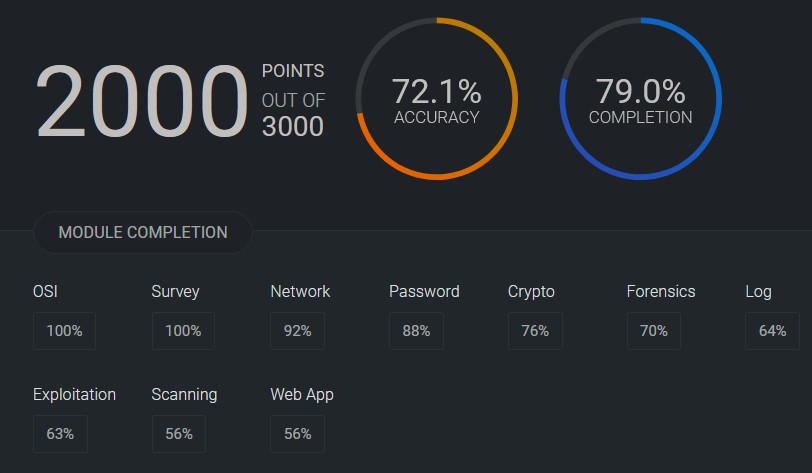 2000 POINTS
OUT OF
3000
72.1%
ACCURACY
79.0%
COMPLETION
MODULE COMPLETION
OSI Survey Network Password Crypto Forensics Log
100% 100% 92% 88% 76% 70% 64%
Exploitation Scanning Web App
63% 56% 56%